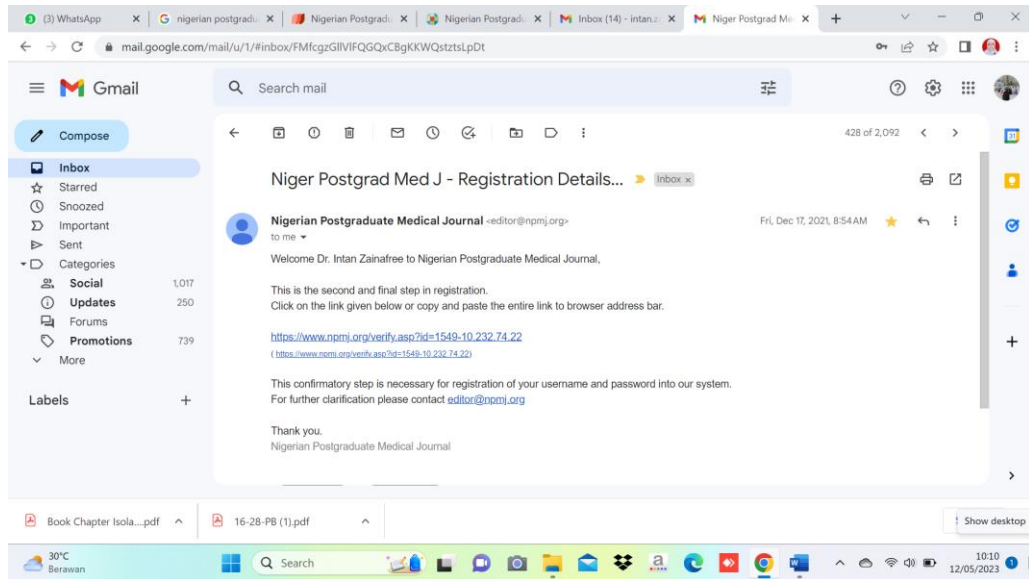 (3) WhatsApp
nigerian postgradu
Nigerian Postgradu
Nigerian Postgradu
Inbox (14) - intan.z
Niger Postgrad Me
mail.google.com/mail/u/1/#inbox/FMfcgzGllVlFQGQxCBgKKWQstztsLpDt
Gmail
Search mail
Compose
428 of 2,092
Inbox
Starred
Snoozed
Important
Sent
Categories
Social 1,017
Updates 250
Forums
Promotions 739
More
Labels
Niger Postgrad Med J - Registration Details... Inbox x
Nigerian Postgraduate Medical Journal <editor@npmj.org>
Fri, Dec 17, 2021, 8:54 AM
to me
Welcome Dr. Intan Zainafree to Nigerian Postgraduate Medical Journal,
This is the second and final step in registration.
Click on the link given below or copy and paste the entire link to browser address bar.
https://www.npmj.org/verify.asp?id=1549-10.232.74.22
( https://www.npmj.org/verify.asp?id=1549-10.232.74.22)
This confirmatory step is necessary for registration of your username and password into our system.
For further clarification please contact editor@npmj.org
Thank you.
Nigerian Postgraduate Medical Journal
31
Book Chapter Isola....pdf
16-28-PB (1).pdf
Show desktop
30°C
Berawan
Search
10:10
12/05/2023
1